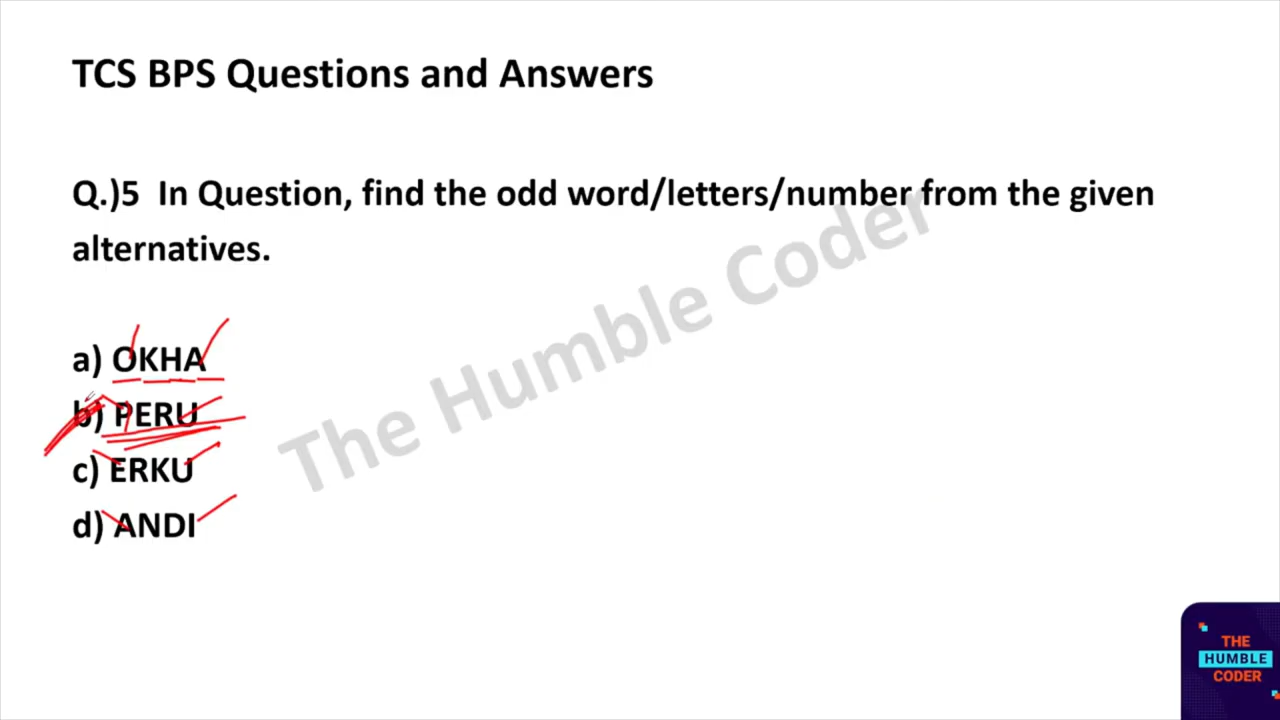 TCS BPS Questions and Answers
Q.)5 In Question, find the odd word/letters/number from the given
alternatives.
a) OKHA
b) PERU
c) ERKU
d) ANDI
The Humble Coder
THE
HUMBLE
CODER